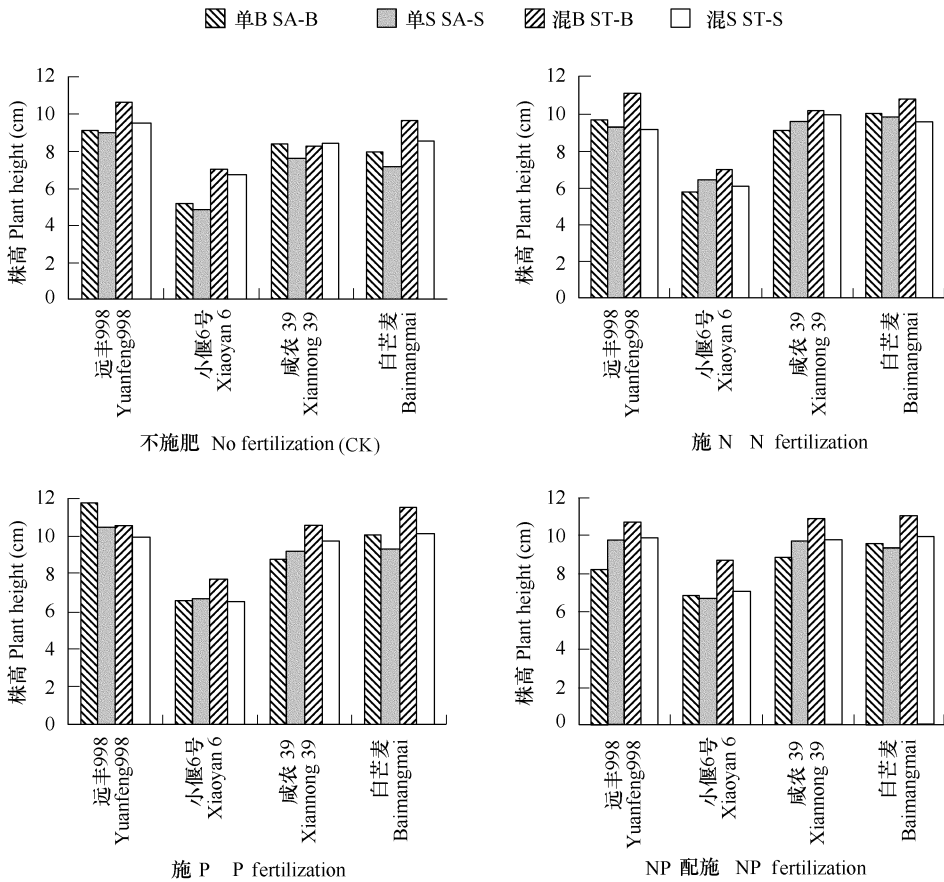 单B SA-B 单S SA-S 混B ST-B 混S ST-S
株高 Plant height (cm)
12
10
8
6
4
2
0
远丰998
Yuanfeng998
小偃6号
Xiaoyan 6
咸农 39
Xiannong 39
白芒麦
Baimangmai
不施肥 No fertilization (CK)
株高 Plant height (cm)
12
10
8
6
4
2
0
远丰998
Yuanfeng998
小偃6号
Xiaoyan 6
咸农 39
Xiannong 39
白芒麦
Baimangmai
施 N N fertilization
株高 Plant height (cm)
12
10
8
6
4
2
0
远丰998
Yuanfeng998
小偃6号
Xiaoyan 6
咸农 39
Xiannong 39
白芒麦
Baimangmai
施 P P fertilization
株高 Plant height (cm)
12
10
8
6
4
2
0
远丰998
Yuanfeng998
小偃6号
Xiaoyan 6
咸农 39
Xiannong 39
白芒麦
Baimangmai
NP 配施 NP fertilization